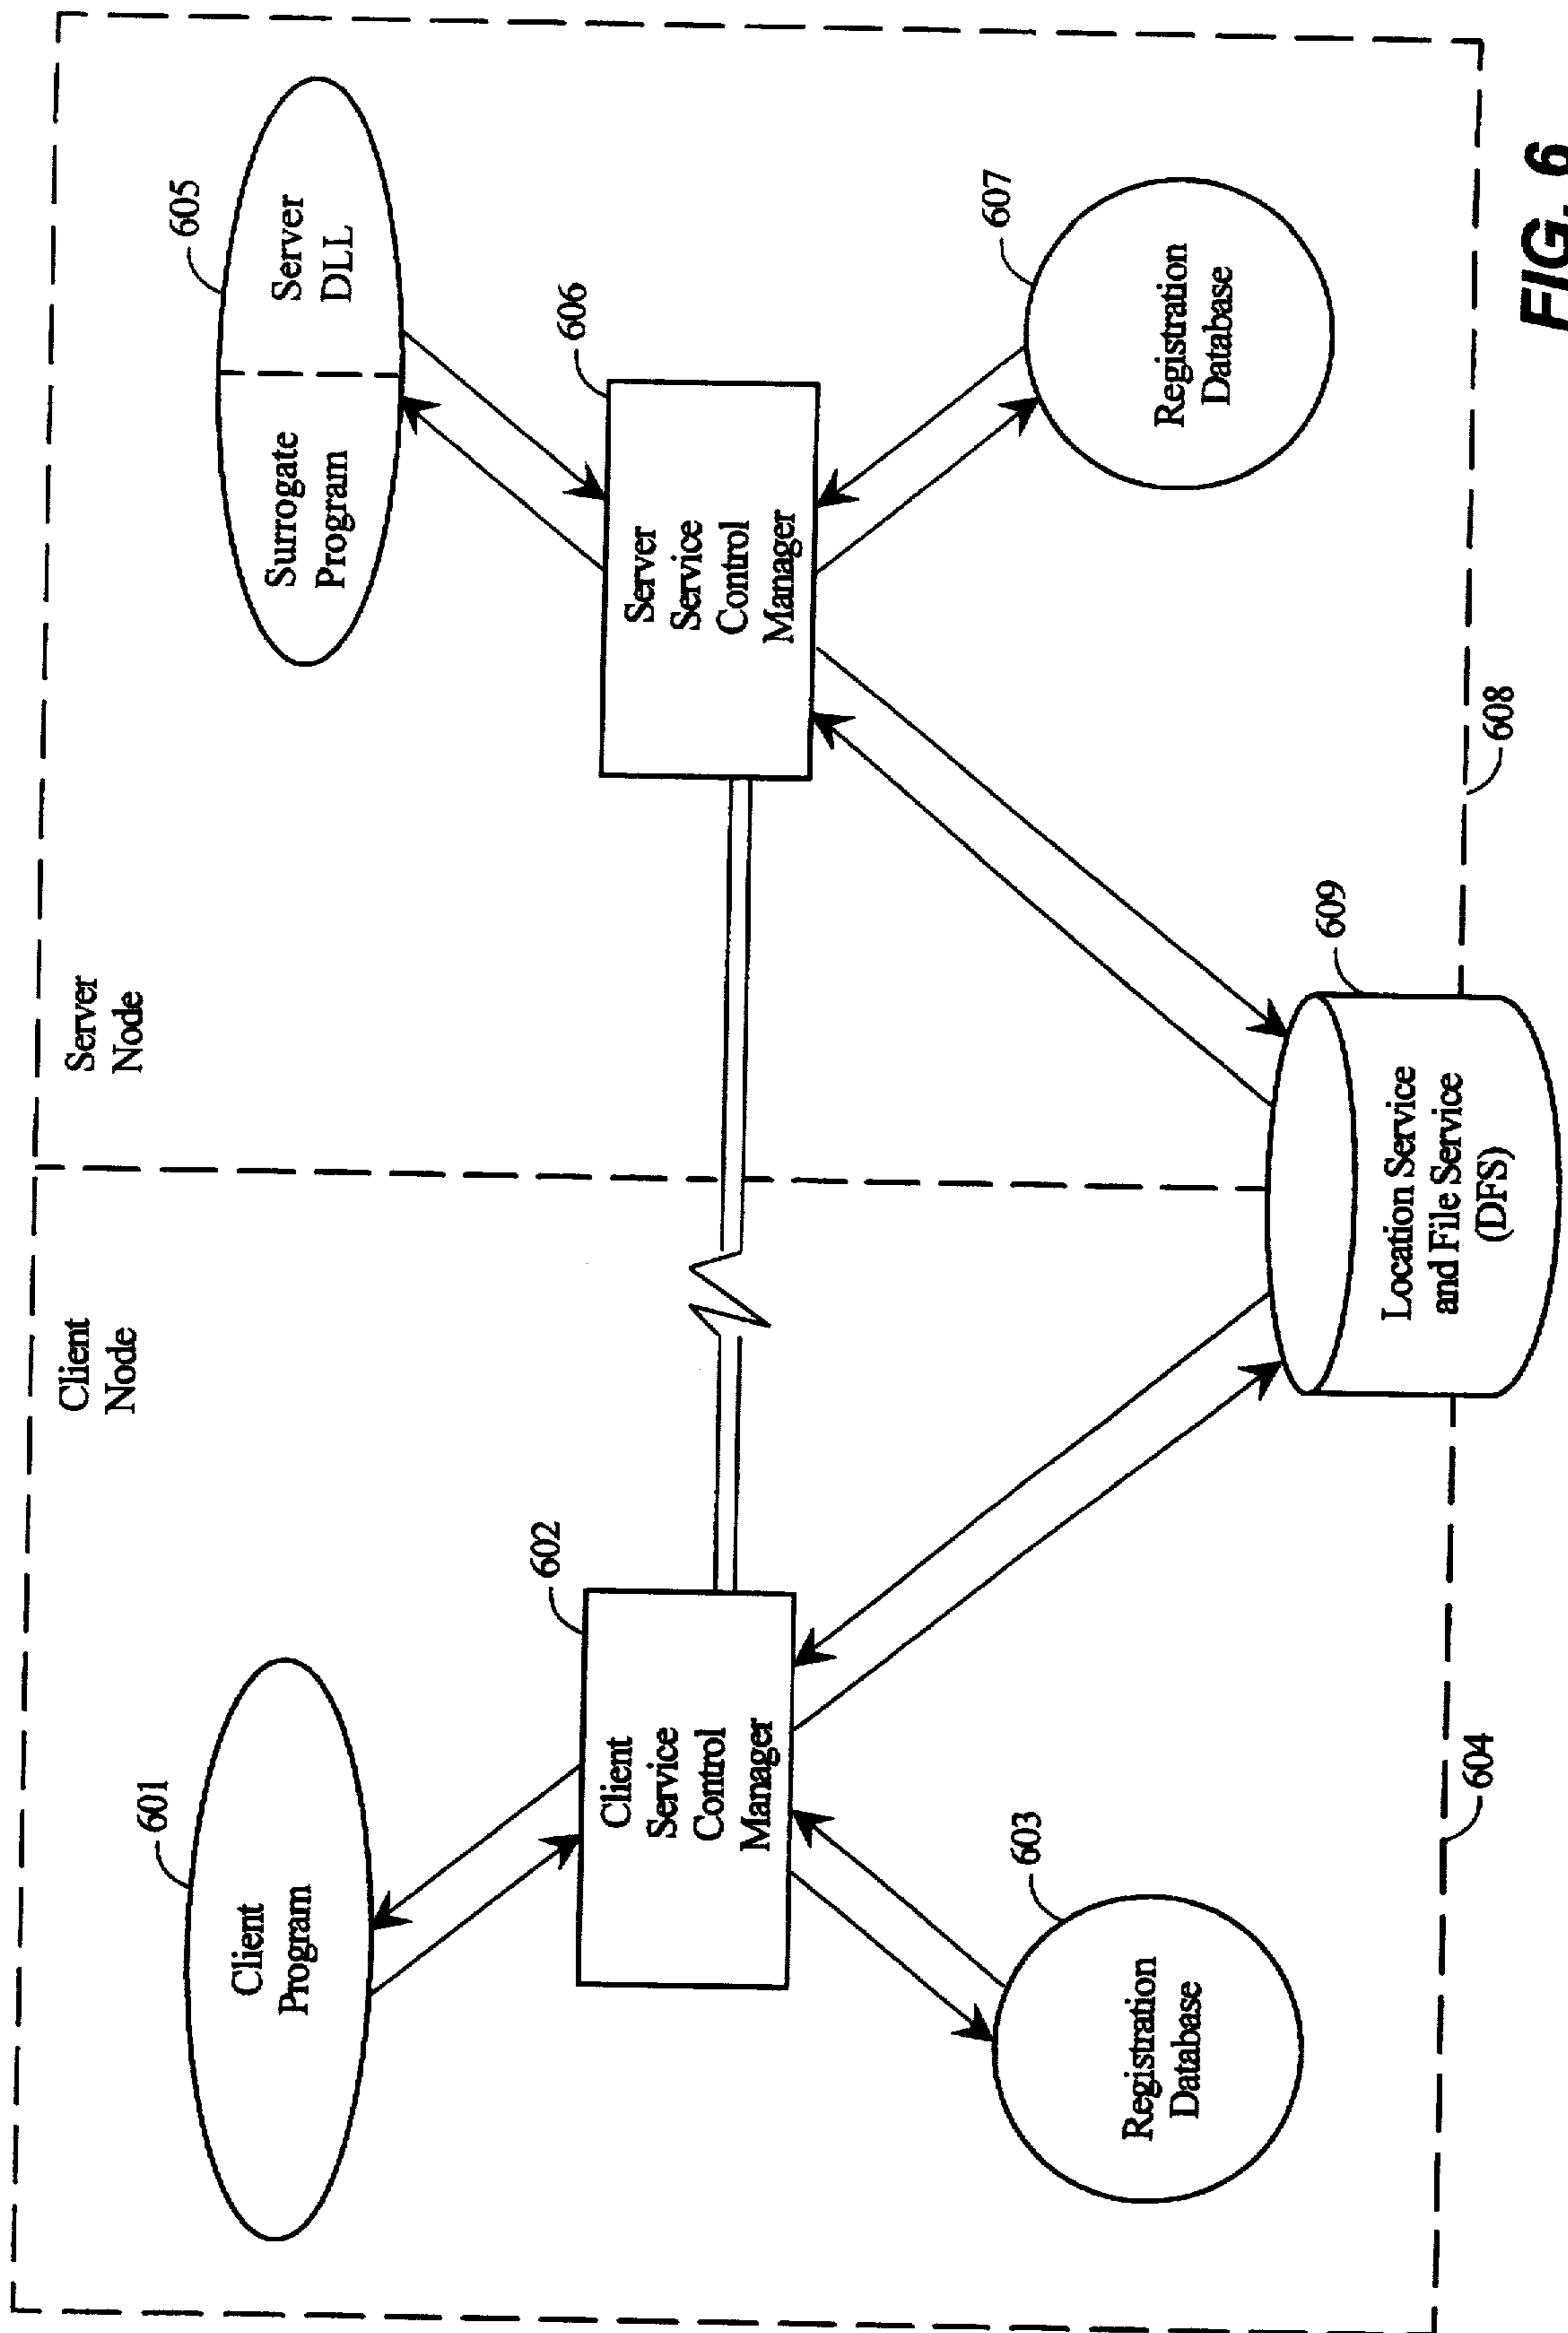 Client
Node
Server
Node
601
Client
Program
602
Client
Service
Control
Manager
603
Registration
Database
604
605
Surrogate
Program
Server
DLL
606
Server
Service
Control
Manager
607
Registration
Database
608
609
Location Service
and File Service
(DFS)
FIG. 6